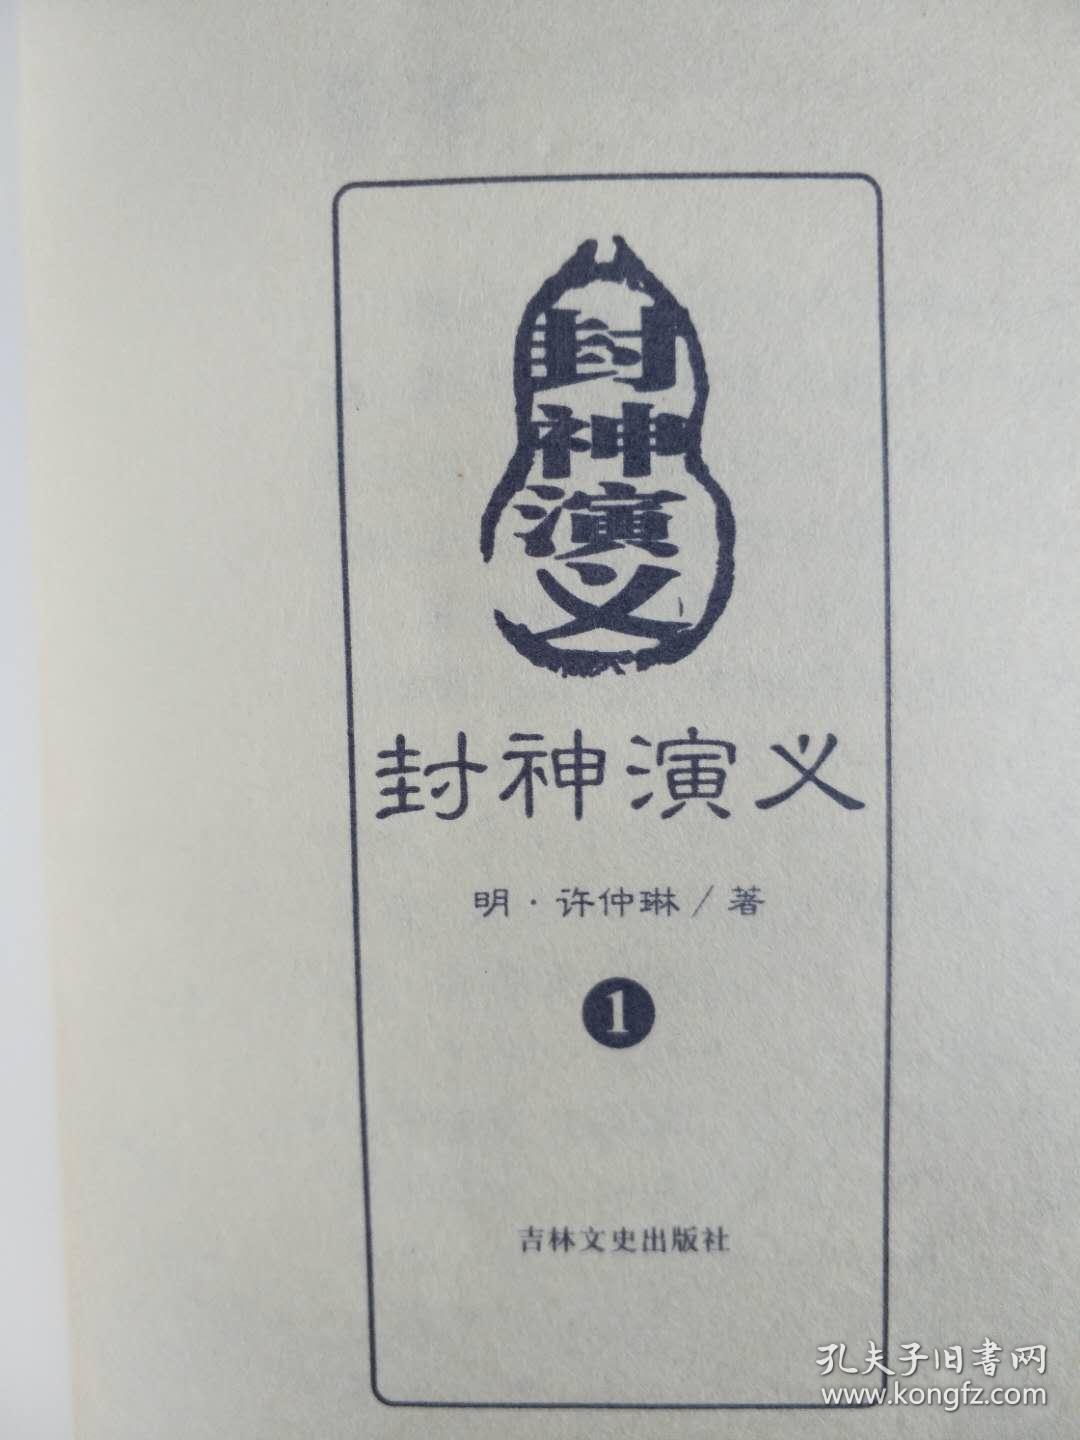 封
神
演
义
封神演义
明·许仲琳/著
1
吉林文史出版社
孔夫子旧書网
www.kongfz.com